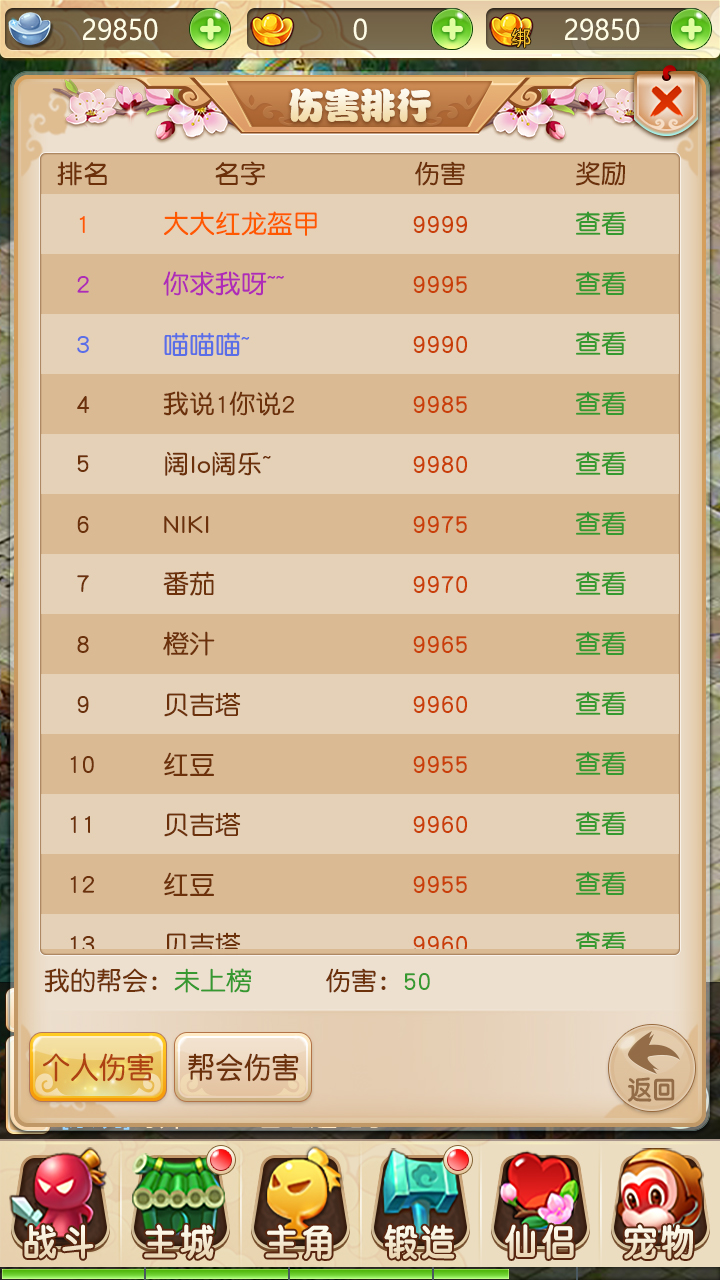 29850 0 绑 29850
伤害排行
排名 名字 伤害 奖励
1 大大红龙盔甲 9999 查看
2 你求我呀~~ 9995 查看
3 喵喵喵~ 9990 查看
4 我说1你说2 9985 查看
5 阔lo阔乐~ 9980 查看
6 NIKI 9975 查看
7 番茄 9970 查看
8 橙汁 9965 查看
9 贝吉塔 9960 查看
10 红豆 9955 查看
11 贝吉塔 9960 查看
12 红豆 9955 查看
13 贝吉塔 9960 查看
我的帮会：未上榜 伤害：50
个人伤害 帮会伤害 返回
战斗 主城 主角 锻造 仙侣 宠物